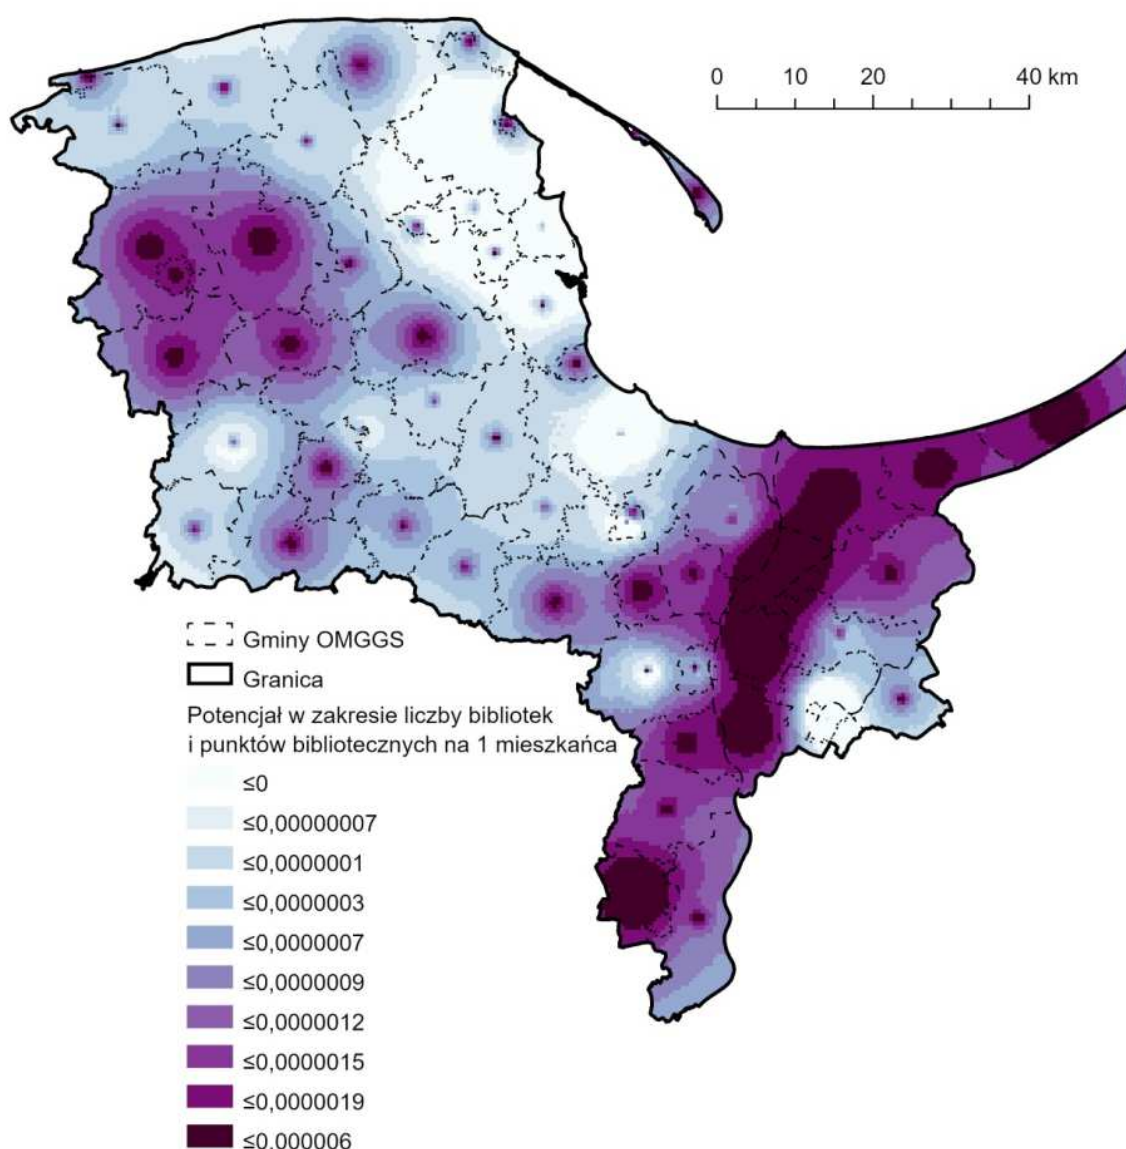 0 10 20 40 km
Gminy OMGGS
Granica
Potencjał w zakresie liczby bibliotek
i punktów bibliotecznych na 1 mieszkańca
≤0
≤0,00000007
≤0,0000001
≤0,0000003
≤0,0000007
≤0,0000009
≤0,0000012
≤0,0000015
≤0,0000019
≤0,000006